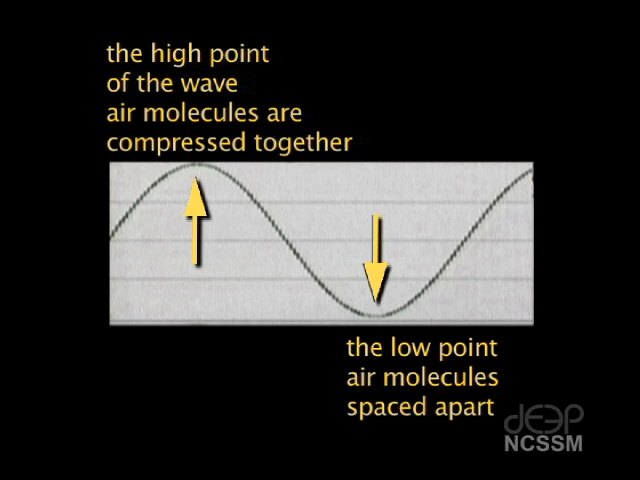 the high point
of the wave
air molecules are
compressed together
the low point
air molecules
spaced apart
deep
NCSSM